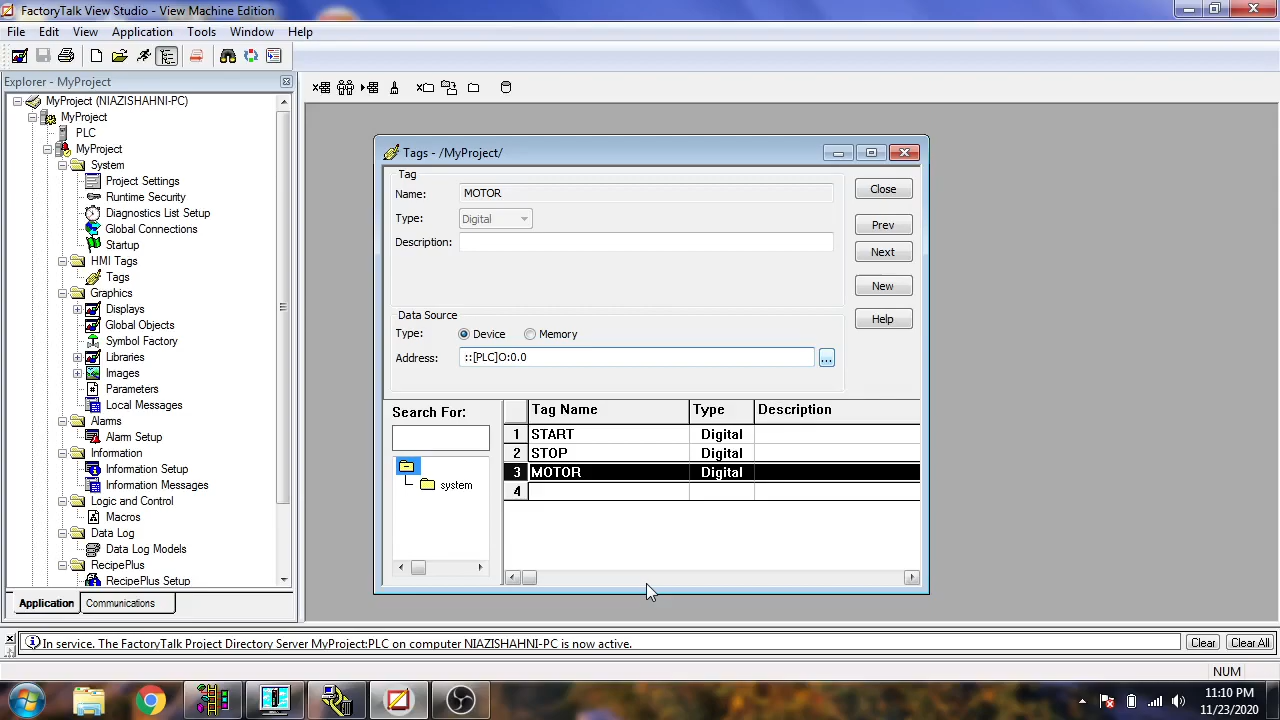 FactoryTalk View Studio - View Machine Edition
File Edit View Application Tools Window Help
Explorer - MyProject
MyProject (NIAZISHAHNI-PC)
MyProject
PLC
MyProject
System
Project Settings
Runtime Security
Diagnostics List Setup
Global Connections
Startup
HMI Tags
Tags
Graphics
Displays
Global Objects
Symbol Factory
Libraries
Images
Parameters
Local Messages
Alarms
Alarm Setup
Information
Information Setup
Information Messages
Logic and Control
Macros
Data Log
Data Log Models
RecipePlus
RecipePlus Setup
Application Communications
Tags - /MyProject/
Tag
Name: MOTOR
Type: Digital
Description:
Close
Prev
Next
New
Help
Data Source
Type: Device Memory
Address: ::[PLC]O:0.0 ...
Search For:
system
Tag Name Type Description
1 START Digital
2 STOP Digital
3 MOTOR Digital
4
In service. The FactoryTalk Project Directory Server MyProject:PLC on computer NIAZISHAHNI-PC is now active.
Clear Clear All
NUM
11:10 PM
11/23/2020